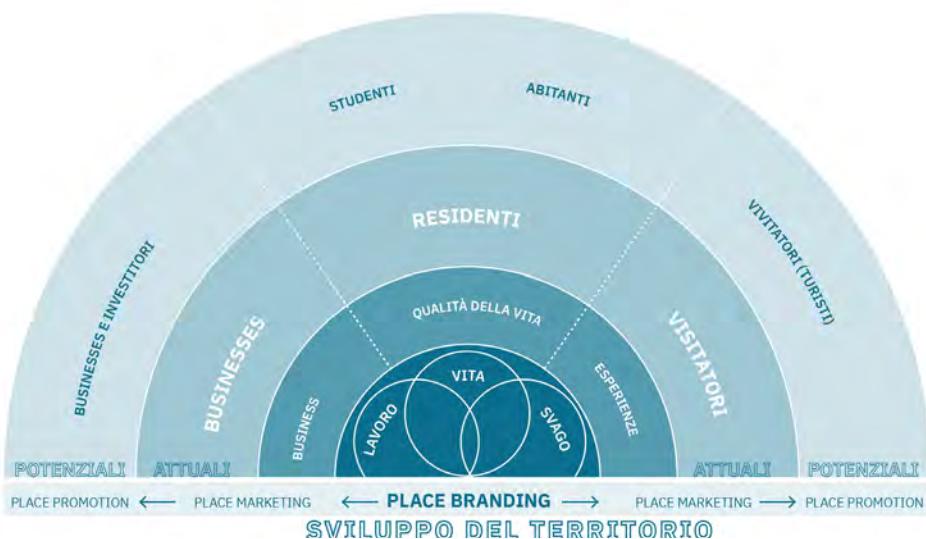 STUDENTI
ABITANTI
BUSINESSES E INVESTITORI
RESIDENTI
VIVITATORI (TURISTI)
BUSINESSES
QUALITÀ DELLA VITA
VISITATORI
BUSINESS
ESPERIENZE
VITA
LAVORO
SVAGO
POTENZIALI
ATTUALI
ATTUALI
POTENZIALI
PLACE PROMOTION ← PLACE MARKETING ← PLACE BRANDING → PLACE MARKETING → PLACE PROMOTION
SVILUPPO DEL TERRITORIO